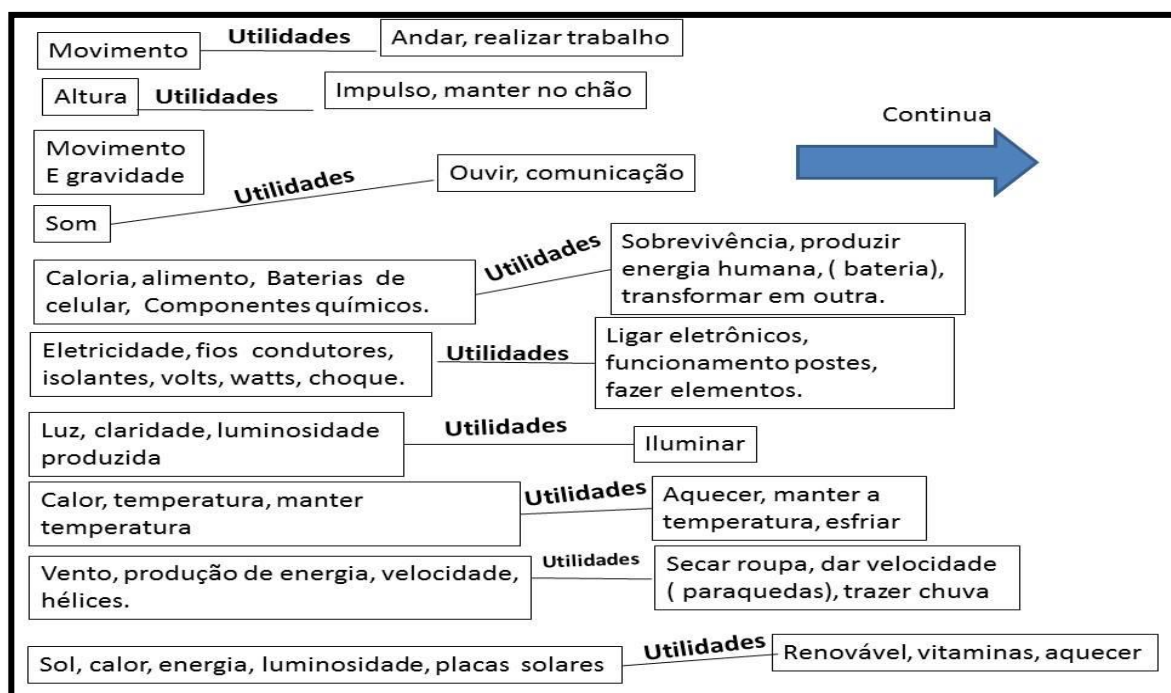 Movimento
Utilidades
Andar, realizar trabalho
Altura
Utilidades
Impulso, manter no chão
Continua
Movimento
E gravidade
Utilidades
Ouvir, comunicação
Som
Caloria, alimento, Baterias de
celular, Componentes químicos.
Utilidades
Sobrevivência, produzir
energia humana, ( bateria),
transformar em outra.
Eletricidade, fios condutores,
isolantes, volts, watts, choque.
Utilidades
Ligar eletrônicos,
funcionamento postes,
fazer elementos.
Luz, claridade, luminosidade
produzida
Utilidades
Iluminar
Calor, temperatura, manter
temperatura
Utilidades
Aquecer, manter a
temperatura, esfriar
Vento, produção de energia, velocidade,
hélices.
Utilidades
Secar roupa, dar velocidade
( paraquedas), trazer chuva
Sol, calor, energia, luminosidade, placas solares
Utilidades
Renovável, vitaminas, aquecer